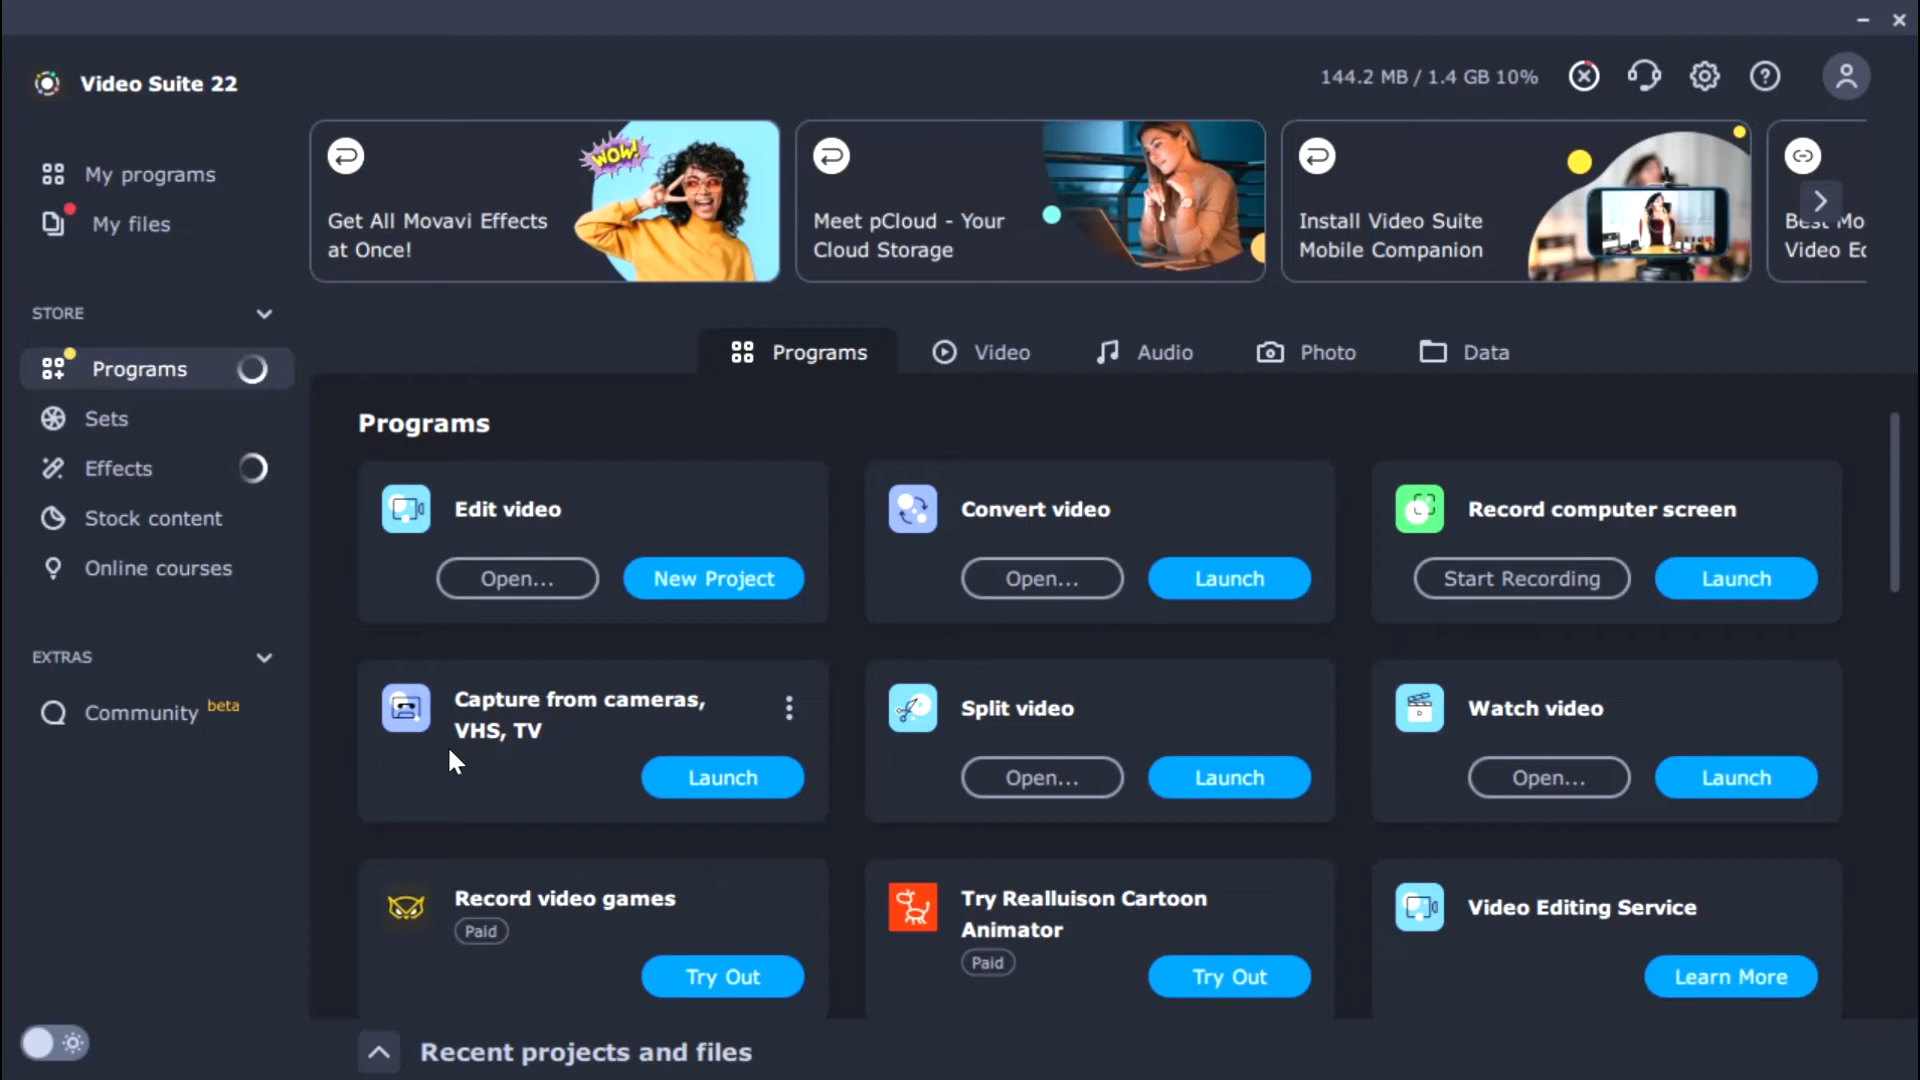 Video Suite 22
144.2 MB / 1.4 GB 10%
My programs
My files
WOW!
Get All Movavi Effects
at Once!
Meet pCloud - Your
Cloud Storage
Install Video Suite
Mobile Companion
Best Mo
Video Ed
STORE
Programs
Sets
Effects
Stock content
Online courses
EXTRAS
Community beta
Programs
Video
Audio
Photo
Data
Programs
Edit video
Open...
New Project
Convert video
Open...
Launch
Record computer screen
Start Recording
Launch
Capture from cameras,
VHS, TV
Launch
Split video
Open...
Launch
Watch video
Open...
Launch
Record video games
Paid
Try Out
Try Realluison Cartoon
Animator
Paid
Try Out
Video Editing Service
Learn More
Recent projects and files